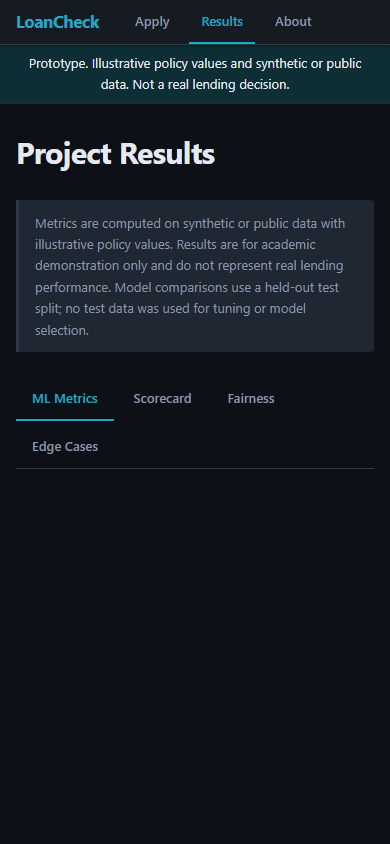 LoanCheck Apply Results About
Prototype. Illustrative policy values and synthetic or public
data. Not a real lending decision.
Project Results
Metrics are computed on synthetic or public data with
illustrative policy values. Results are for academic
demonstration only and do not represent real lending
performance. Model comparisons use a held-out test
split; no test data was used for tuning or model
selection.
ML Metrics Scorecard Fairness
Edge Cases